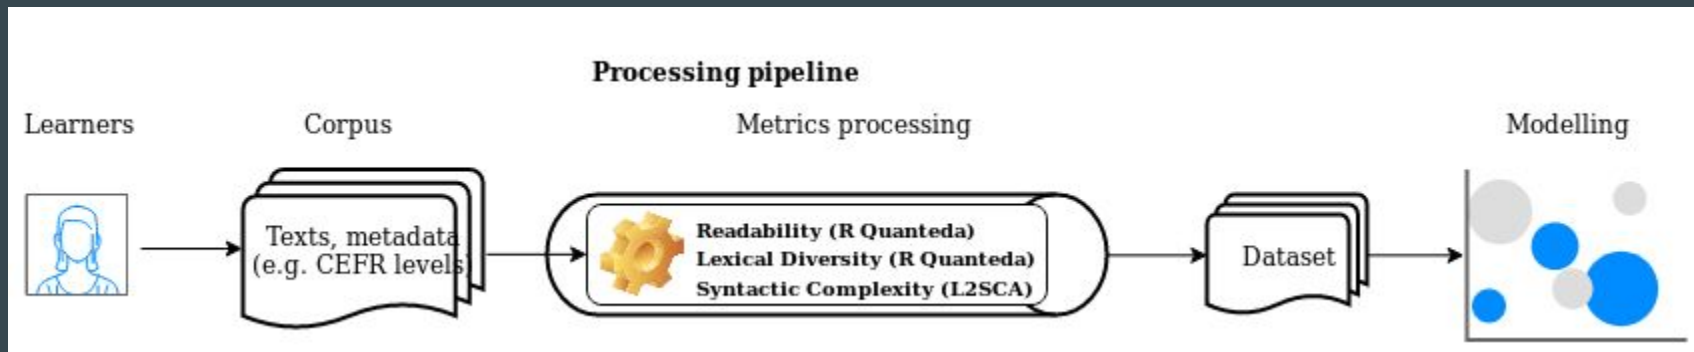 Processing pipeline
Learners
Corpus
Metrics processing
Modelling
Texts, metadata
(e.g. CEFR levels)
Readability (R Quanteda)
Lexical Diversity (R Quanteda)
Syntactic Complexity (L2SCA)
Dataset